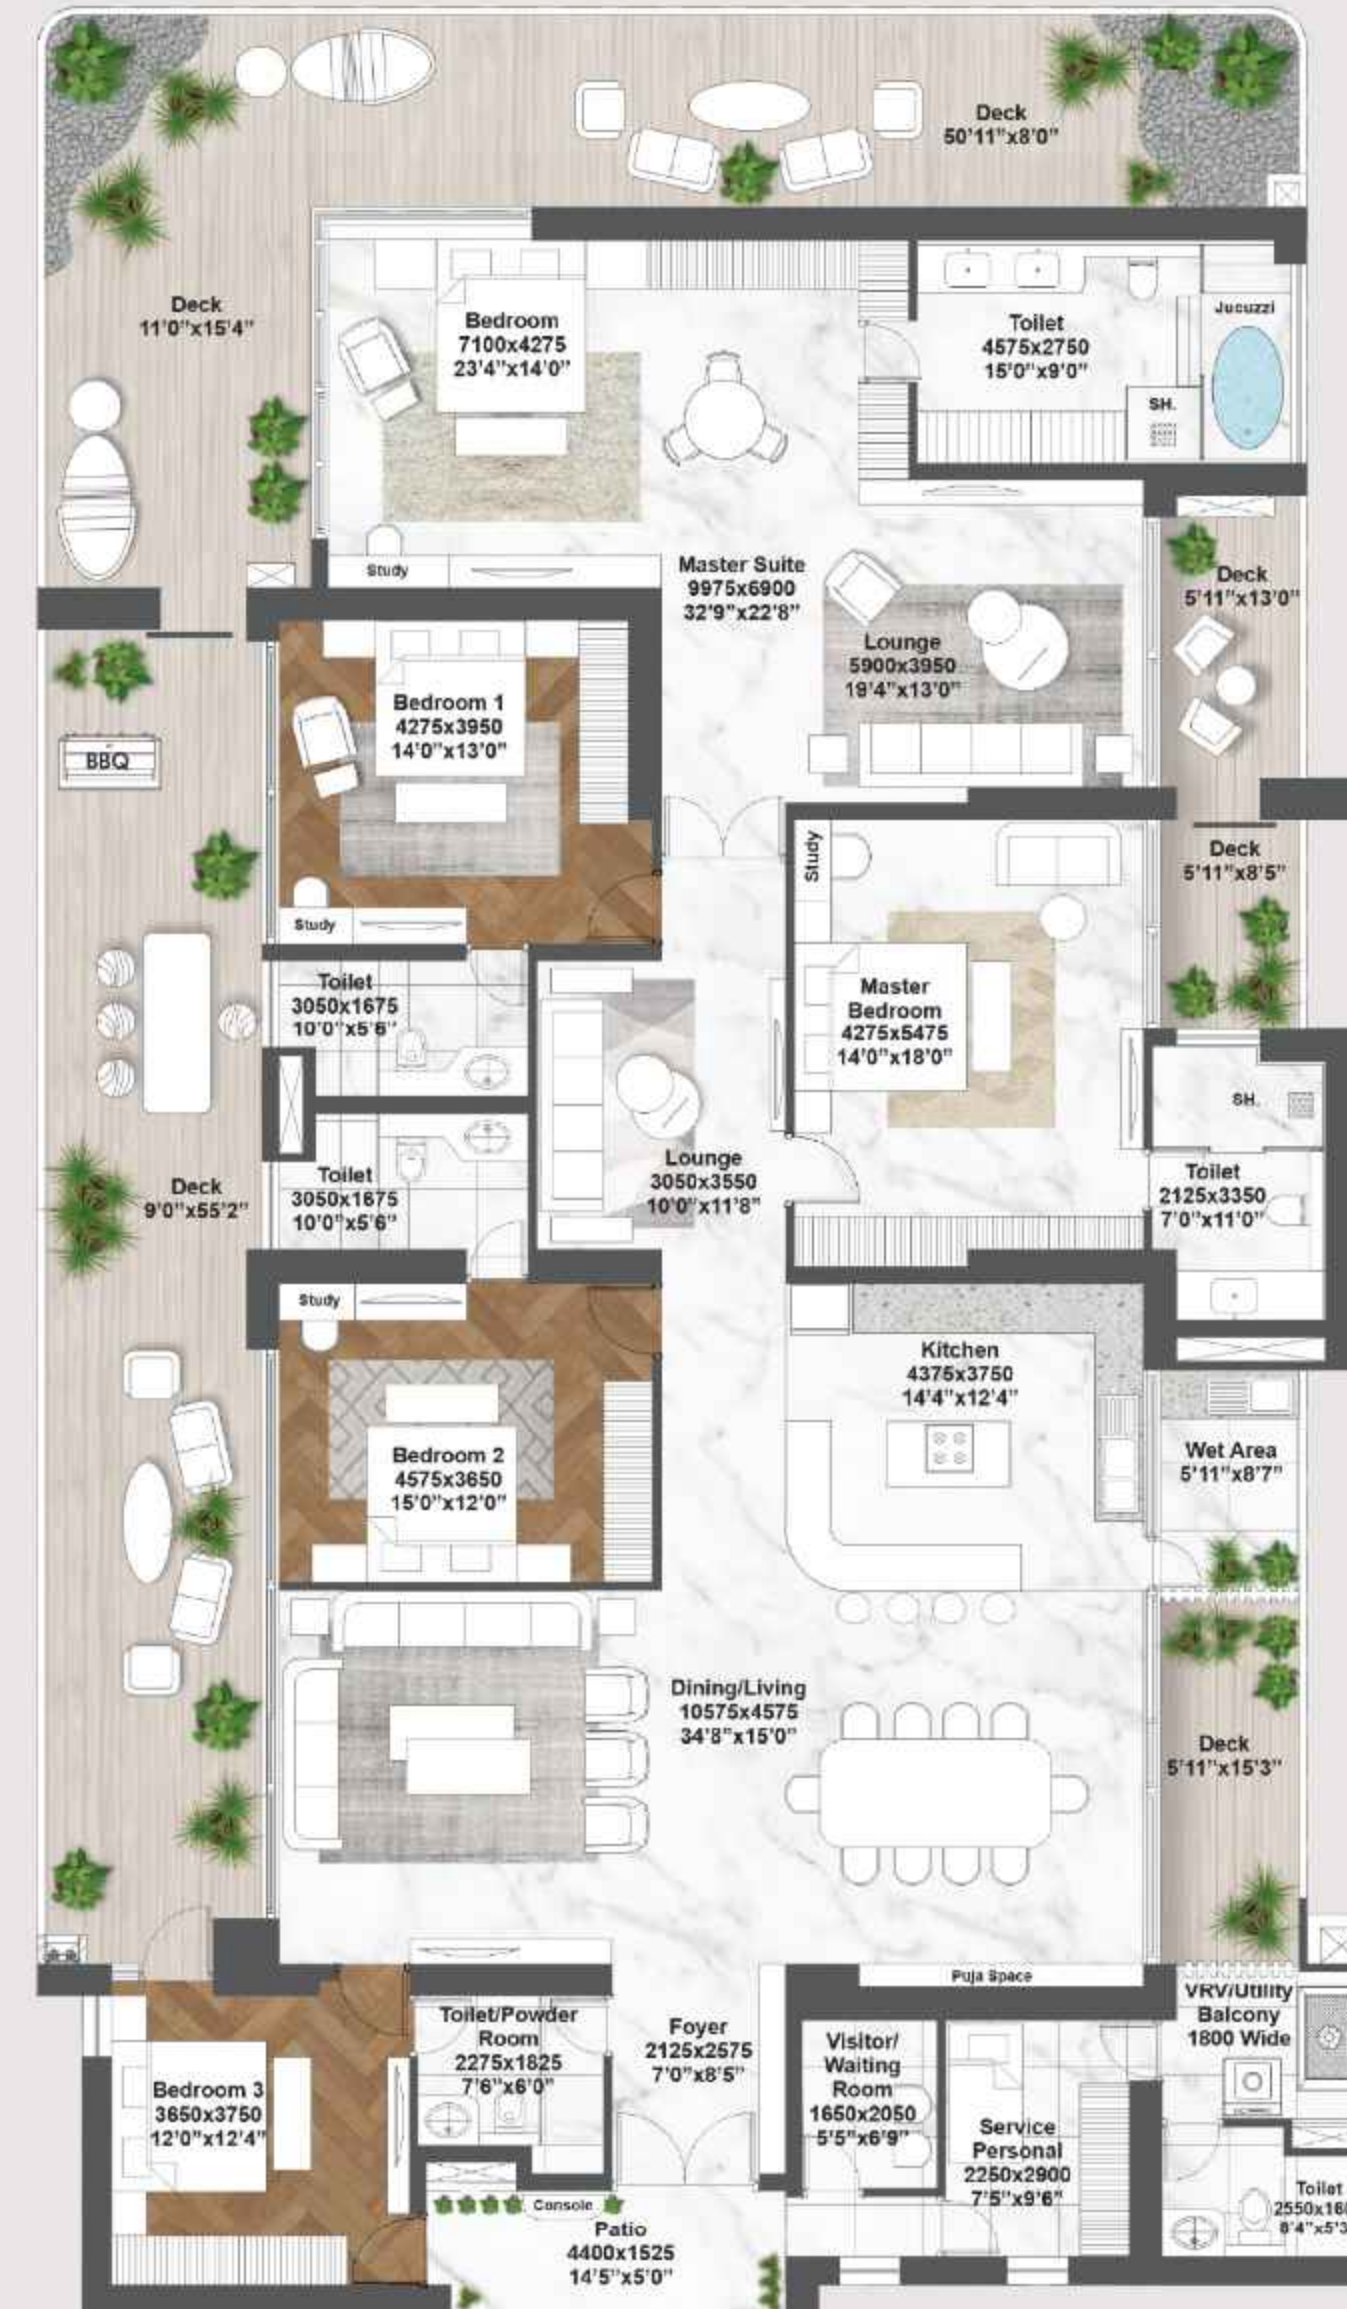 Deck
50'11"x8'0"
Deck
11'0"x15'4"
Bedroom
7100x4275
23'4"x14'0"
Toilet
4575x2750
15'0"x9'0"
Jucuzzi
SH.
Study
Master Suite
9975x6900
32'9"x22'8"
Deck
5'11"x13'0"
Lounge
5900x3950
19'4"x13'0"
Bedroom 1
4275x3950
14'0"x13'0"
BBQ
Study
Study
Deck
5'11"x8'5"
Toilet
3050x1675
10'0"x5'6"
Master
Bedroom
4275x5475
14'0"x18'0"
SH.
Lounge
3050x3550
10'0"x11'8"
Toilet
3050x1675
10'0"x5'6"
Deck
9'0"x55'2"
Toilet
2125x3350
7'0"x11'0"
Study
Kitchen
4375x3750
14'4"x12'4"
Bedroom 2
4575x3650
15'0"x12'0"
Wet Area
5'11"x8'7"
Dining/Living
10575x4575
34'8"x15'0"
Deck
5'11"x15'3"
Puja Space
VRV/Utility
Balcony
1800 Wide
Toilet/Powder
Room
2275x1825
7'6"x6'0"
Foyer
2125x2575
7'0"x8'5"
Visitor/
Waiting
Room
1650x2050
5'5"x6'9"
Bedroom 3
3650x3750
12'0"x12'4"
Service
Personal
2250x2900
7'5"x9'6"
Toilet
Console
Patio
4400x1525
14'5"x5'0"